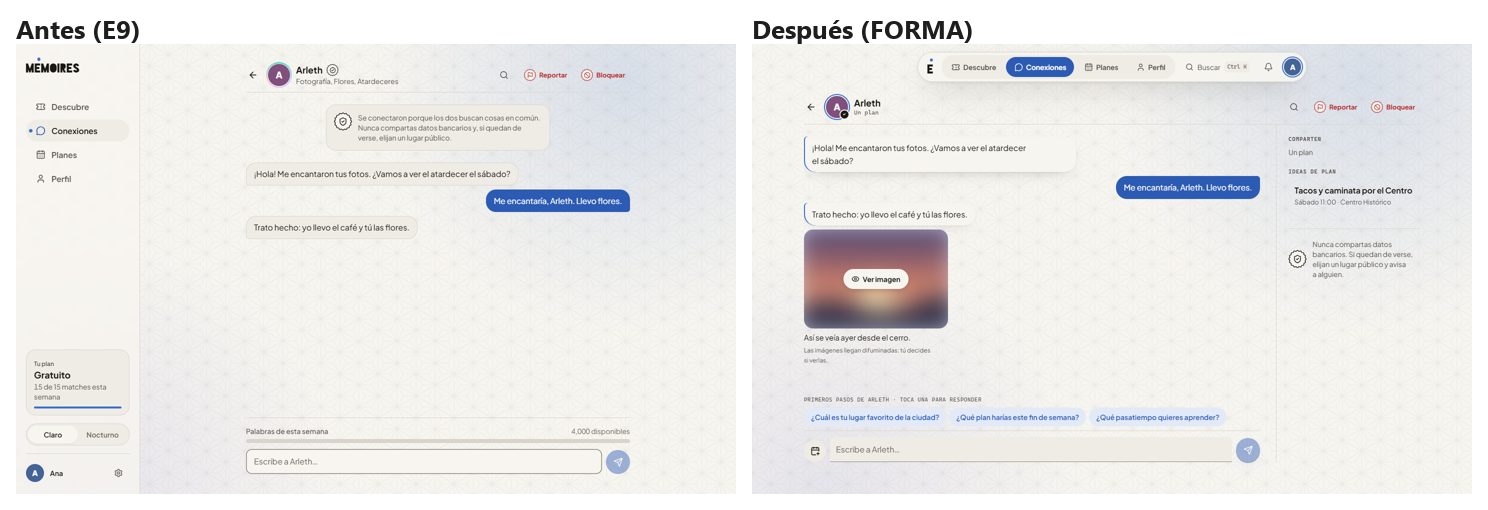 Antes (E9)
MÉMOIRES
Descubre
Conexiones
Planes
Perfil
Tu plan
Gratuito
15 de 15 matches esta
semana
Claro
Nocturno
A
Ana
A
Arleth
Fotografía, Flores, Atardeceres
Reportar
Bloquear
Se conectaron porque los dos buscan cosas en común.
Nunca compartas datos bancarios y, si quedan de
verse, elijan un lugar público.
¡Hola! Me encantaron tus fotos. ¿Vamos a ver el atardecer el sábado?
Me encantaría, Arleth. Llevo flores.
Trato hecho: yo llevo el café y tú las flores.
Palabras de esta semana
4,000 disponibles
Escribe a Arleth…
Después (FORMA)
E
Descubre
Conexiones
Planes
Perfil
Buscar
Ctrl K
A
A
Arleth
Un plan
Reportar
Bloquear
¡Hola! Me encantaron tus fotos. ¿Vamos a ver el atardecer
el sábado?
Me encantaría, Arleth. Llevo flores.
Trato hecho: yo llevo el café y tú las flores.
Ver imagen
Así se veía ayer desde el cerro.
Las imágenes llegan difuminadas: tú decides
si verlas.
PRIMEROS PASOS DE ARLETH · TOCA UNA PARA RESPONDER
¿Cuál es tu lugar favorito de la ciudad?
¿Qué plan harías este fin de semana?
¿Qué pasatiempo quieres aprender?
Escribe a Arleth…
COMPARTEN
Un plan
IDEAS DE PLAN
Tacos y caminata por el Centro
Sábado 11:00 · Centro Histórico
Nunca compartas datos
bancarios. Si quedan de verse,
elijan un lugar público y avisa
a alguien.